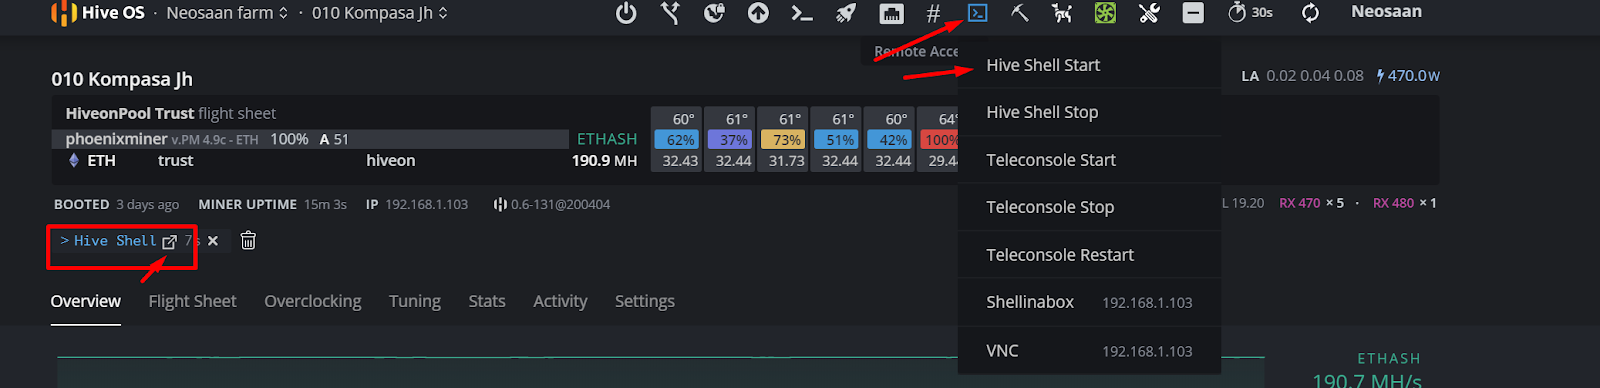 Hive OS · Neosaan farm · 010 Kompasa Jh
# 30s Neosaan
Remote Acce
Hive Shell Start
010 Kompasa Jh
LA 0.02 0.04 0.08 470.0 W
HiveonPool Trust flight sheet
60° 61° 61° 61° 60° 64°
Hive Shell Stop
phoenixminer v.PM 4.9c - ETH 100% A 51 ETHASH
62% 37% 73% 51% 42% 100%
ETH trust hiveon 190.9 MH
32.43 32.44 31.73 32.44 32.44 29.4
Teleconsole Start
BOOTED 3 days ago MINER UPTIME 15m 3s IP 192.168.1.103 0.6-131@200404
Teleconsole Stop
L 19.20 RX 470 × 5 · RX 480 × 1
> Hive Shell 7s ×
Teleconsole Restart
Overview Flight Sheet Overclocking Tuning Stats Activity Settings
Shellinabox 192.168.1.103
VNC 192.168.1.103
ETHASH
190.7 MH/s